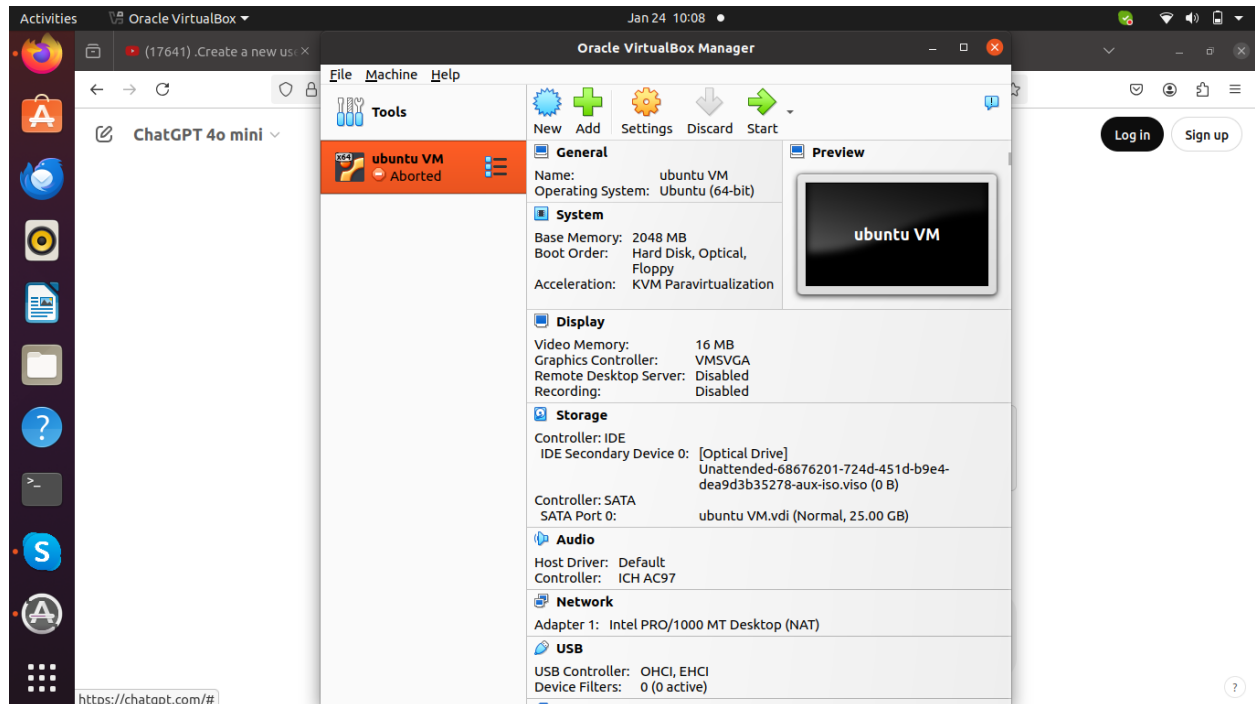 Activities Oracle VirtualBox Jan 24 10:08
(17641) .Create a new use
Oracle VirtualBox Manager
File Machine Help
ChatGPT 4o mini
Log in Sign up
Tools
New Add Settings Discard Start
ubuntu VM
Aborted
General
Name: ubuntu VM
Operating System: Ubuntu (64-bit)
Preview
ubuntu VM
System
Base Memory: 2048 MB
Boot Order: Hard Disk, Optical,
Floppy
Acceleration: KVM Paravirtualization
Display
Video Memory: 16 MB
Graphics Controller: VMSVGA
Remote Desktop Server: Disabled
Recording: Disabled
Storage
Controller: IDE
IDE Secondary Device 0: [Optical Drive]
Unattended-68676201-724d-451d-b9e4-
dea9d3b35278-aux-iso.viso (0 B)
Controller: SATA
SATA Port 0: ubuntu VM.vdi (Normal, 25.00 GB)
Audio
Host Driver: Default
Controller: ICH AC97
Network
Adapter 1: Intel PRO/1000 MT Desktop (NAT)
USB
USB Controller: OHCI, EHCI
Device Filters: 0 (0 active)
https://chatgpt.com/#
?